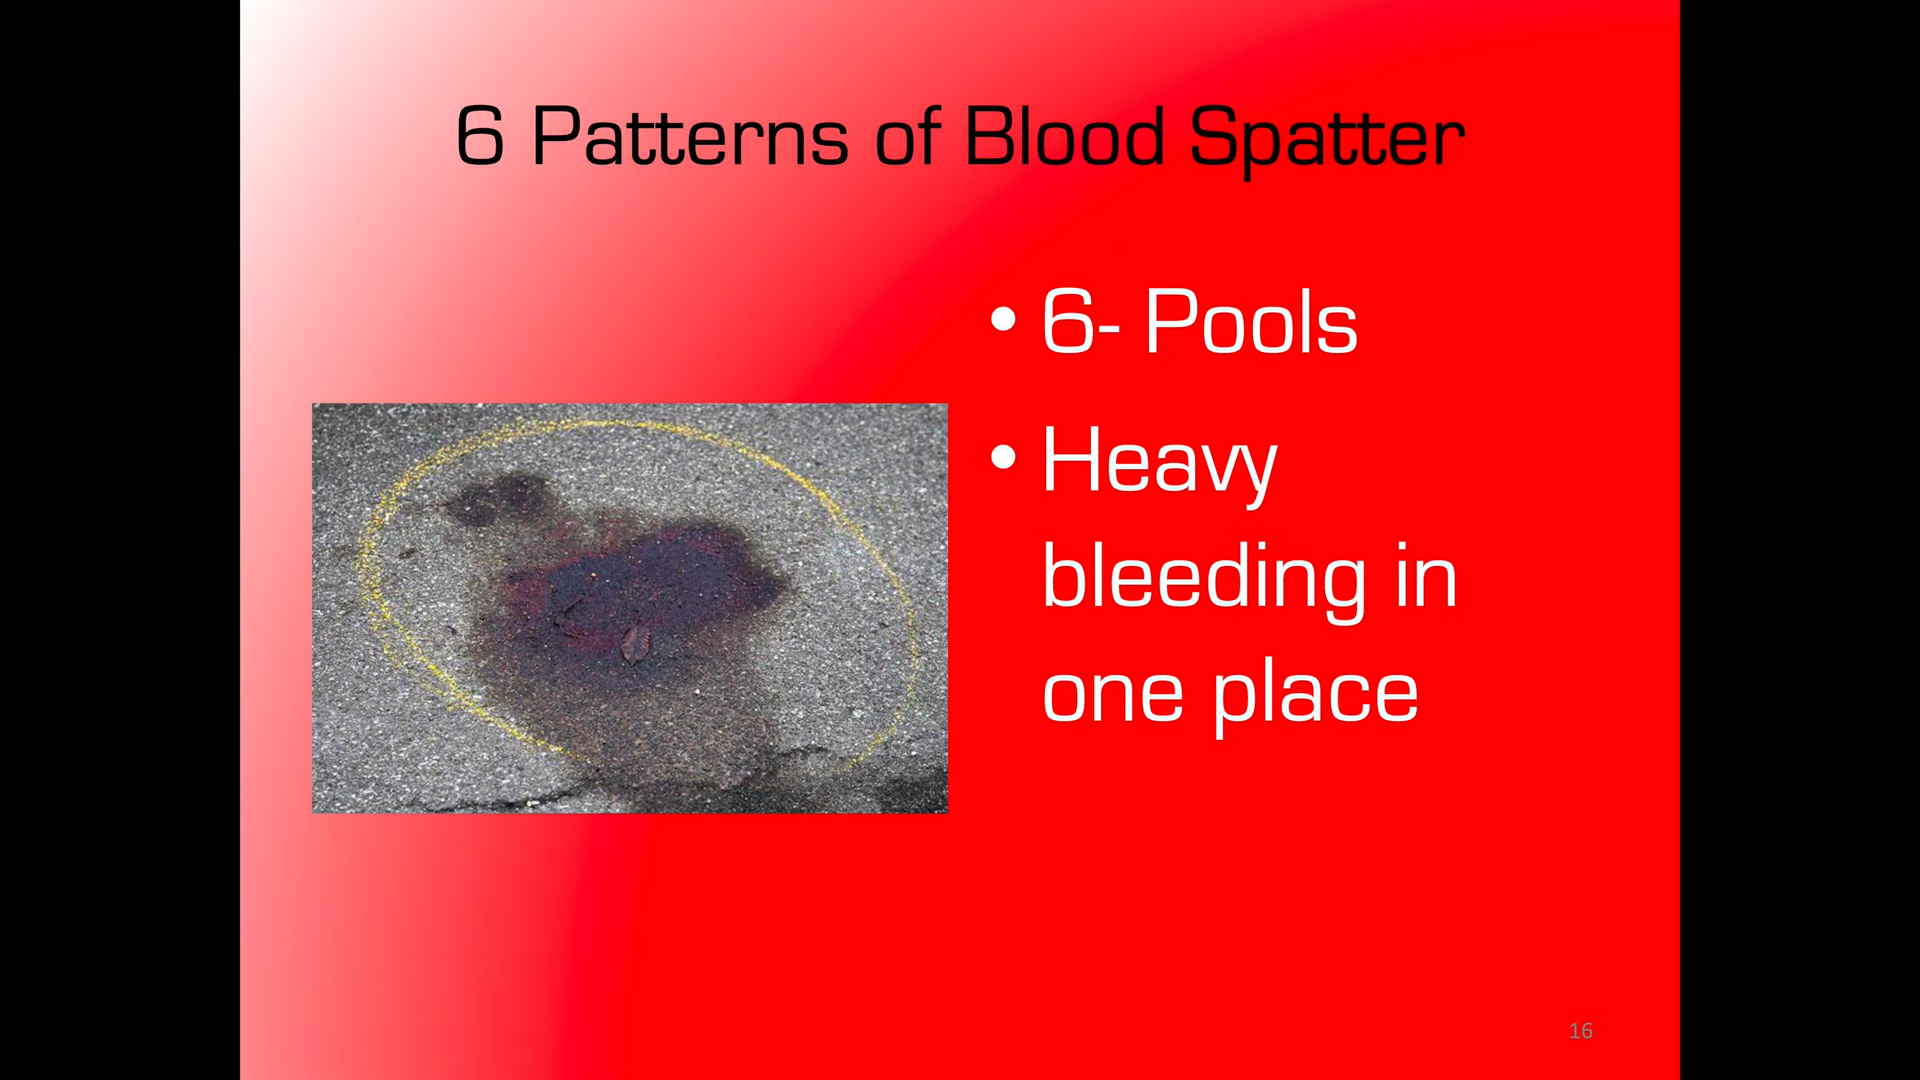 6 Patterns of Blood Spatter
• 6- Pools
• Heavy
bleeding in
one place
16